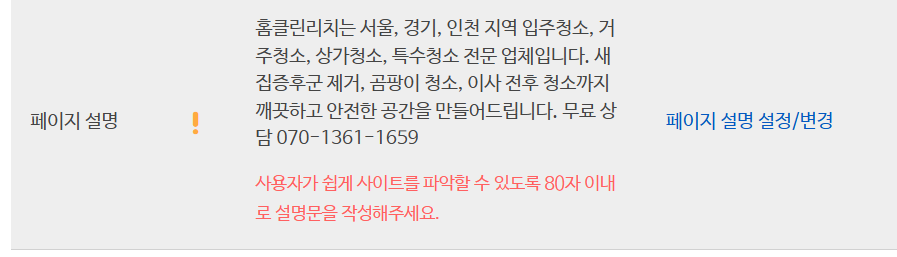 홈클린리치는 서울, 경기, 인천 지역 입주청소, 거
주청소, 상가청소, 특수청소 전문 업체입니다. 새
집증후군 제거, 곰팡이 청소, 이사 전후 청소까지
깨끗하고 안전한 공간을 만들어드립니다. 무료 상
담 070-1361-1659
페이지 설명
!
페이지 설명 설정/변경
사용자가 쉽게 사이트를 파악할 수 있도록 80자 이내
로 설명문을 작성해주세요.